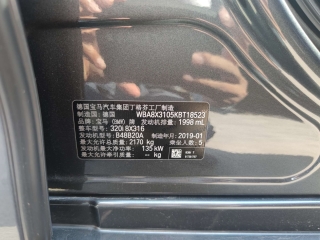 德国宝马汽车集团丁格芬工厂制造
制造国：德国 WBA8X3105KB718523
品牌：宝马 (BMW) 牌 发动机排量：1998 mL
整车型号：320i 8X316
发动机型号：B48B20A 制造年月：2019-01
最大允许总质量：2170 kg 乘坐人数：5
发动机最大净功率：135 kW
-- kg